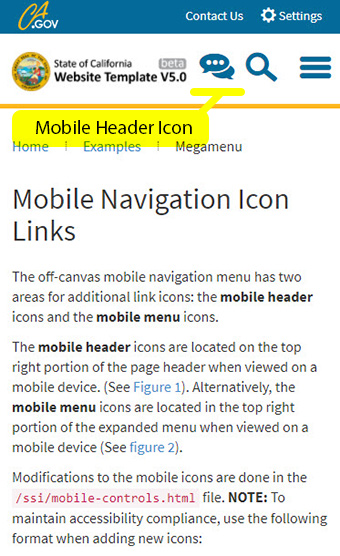 CA.GOV Contact Us Settings
State of California beta
Website Template V5.0
Mobile Header Icon
Home Examples Megamenu
Mobile Navigation Icon
Links
The off-canvas mobile navigation menu has two
areas for additional link icons: the mobile header
icons and the mobile menu icons.
The mobile header icons are located on the top
right portion of the page header when viewed on a
mobile device. (See Figure 1). Alternatively, the
mobile menu icons are located in the top right
portion of the expanded menu when viewed on a
mobile device (See figure 2).
Modifications to the mobile icons are done in the
/ssi/mobile-controls.html file. NOTE: To
maintain accessibility compliance, use the following
format when adding new icons: